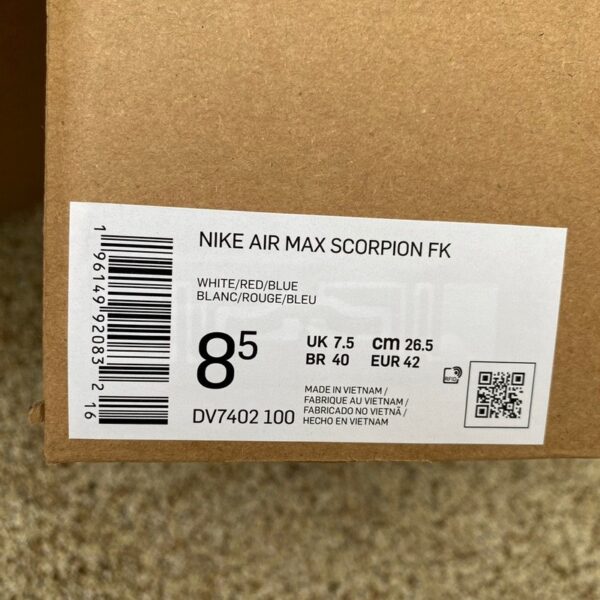 NIKE AIR MAX SCORPION FK
WHITE/RED/BLUE
BLANC/ROUGE/BLEU
8⁵
UK 7.5 cm 26.5
BR 40 EUR 42
MADE IN VIETNAM /
FABRIQUE AU VIETNAM /
FABRICADO NO VIETNÃ /
HECHO EN VIETNAM
DV7402 100
RFID
1 96149 92083 2 16